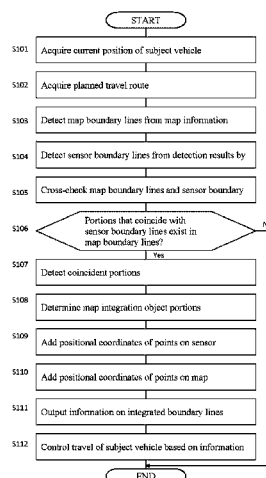 START
S101 Acquire current position of subject vehicle
S102 Acquire planned travel route
S103 Detect map boundary lines from map information
S104 Detect sensor boundary lines from detection results by
S105 Cross-check map boundary lines and sensor boundary
S106 Portions that coincide with
sensor boundary lines exist in
map boundary lines?
N
Yes
S107 Detect coincident portions
S108 Determine map integration object portions
S109 Add positional coordinates of points on sensor
S110 Add positional coordinates of points on map
S111 Output information on integrated boundary lines
S112 Control travel of subject vehicle based on information
END